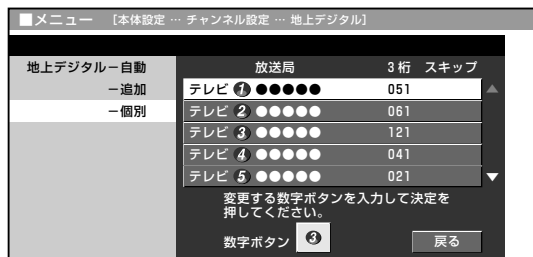 ■メニュー [本体設定 … チャンネル設定 … 地上デジタル]
地上デジタル－自動
－追加
－個別
放送局 3桁 スキップ
テレビ ❶ ●●●●● 051
テレビ ❷ ●●●●● 061
テレビ ❸ ●●●●● 121
テレビ ❹ ●●●●● 041
テレビ ❺ ●●●●● 021
変更する数字ボタンを入力して決定を
押してください。
数字ボタン ❸ 戻る